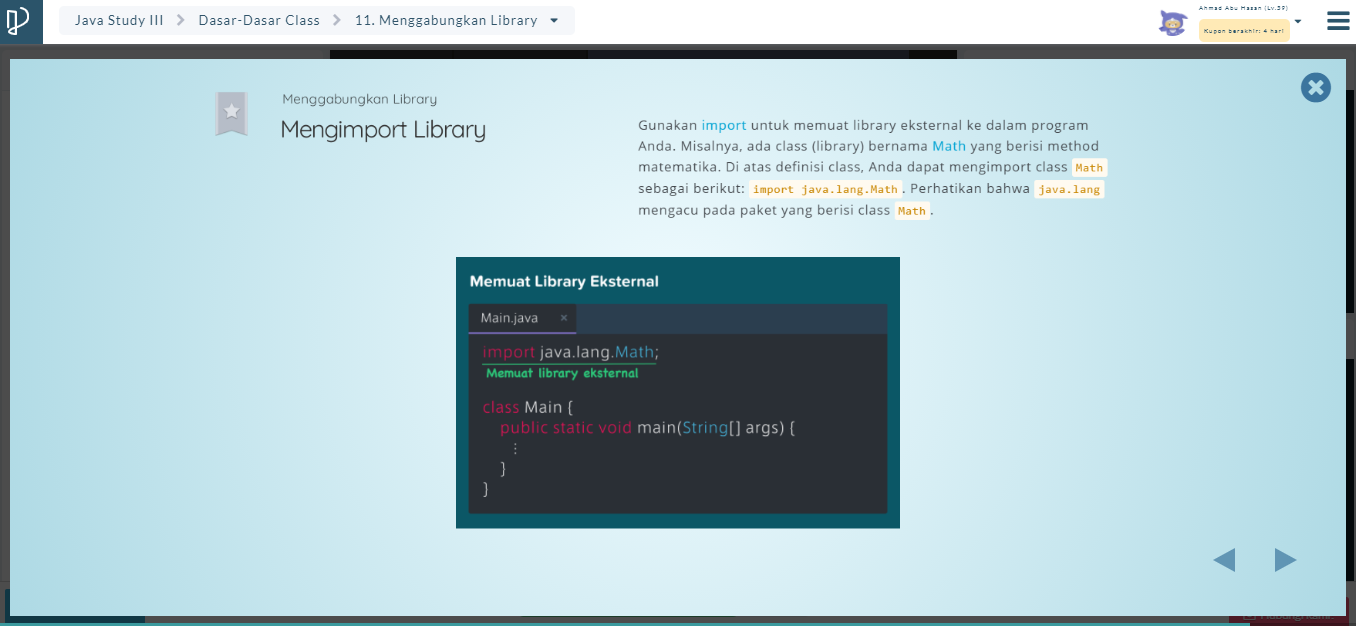 Java Study III > Dasar-Dasar Class > 11. Menggabungkan Library
Ahmad Abu Hasan (Lv.39)
Kupon berakhir: 4 hari
Menggabungkan Library
Mengimport Library
Gunakan import untuk memuat library eksternal ke dalam program
Anda. Misalnya, ada class (library) bernama Math yang berisi method
matematika. Di atas definisi class, Anda dapat mengimport class Math
sebagai berikut: import java.lang.Math. Perhatikan bahwa java.lang
mengacu pada paket yang berisi class Math.
Memuat Library Eksternal
Main.java ×
import java.lang.Math;
Memuat library eksternal
class Main {
public static void main(String[] args) {
⋮
}
}